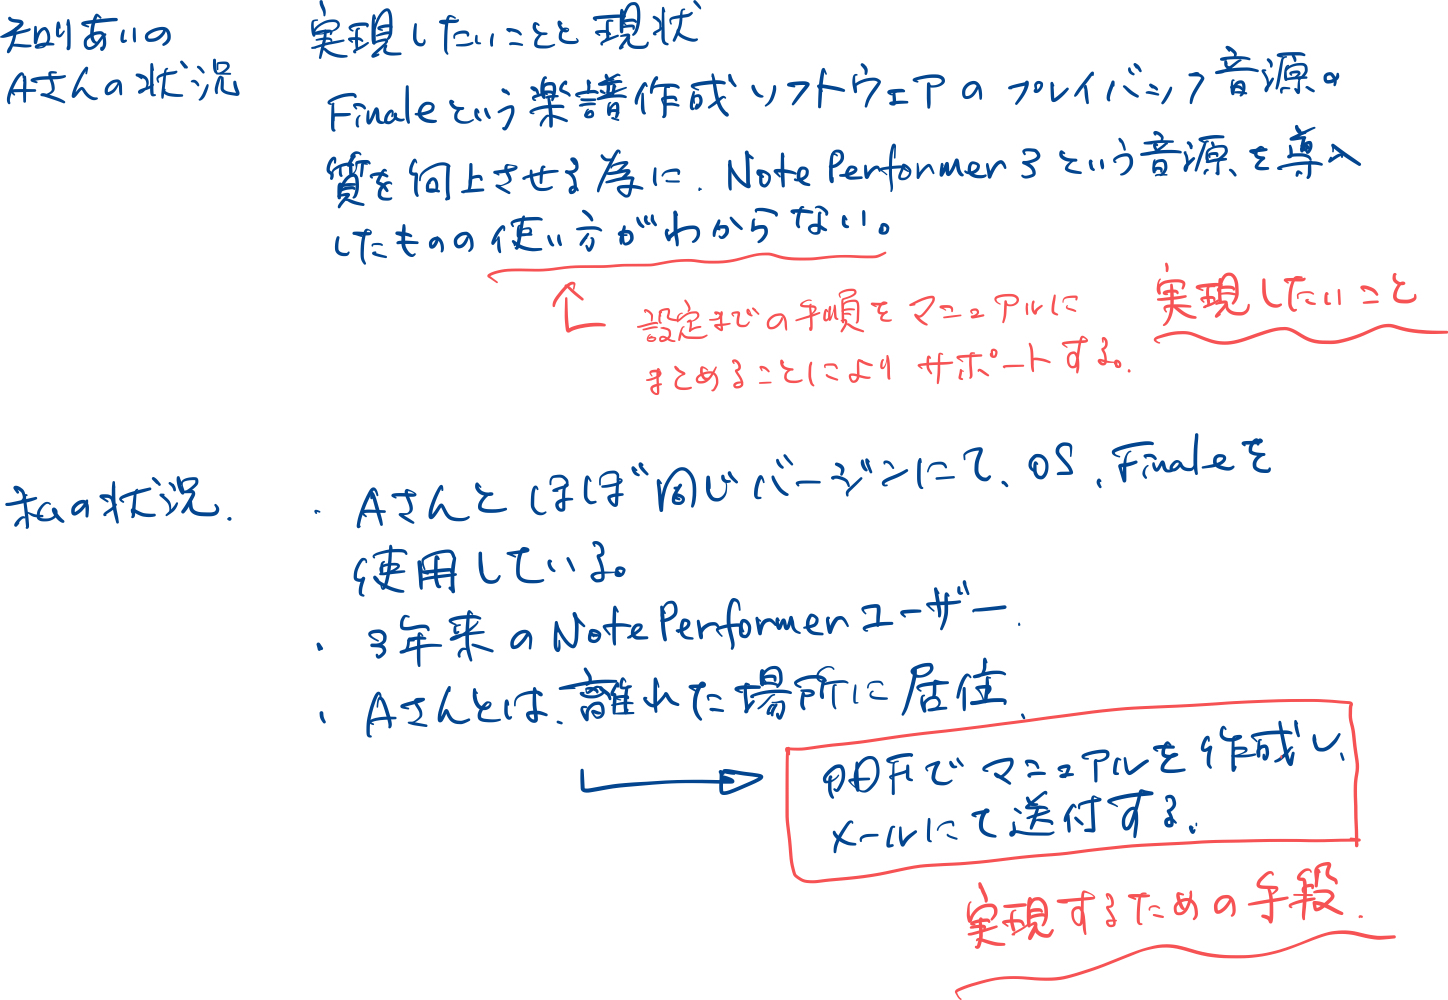 知りあいの
Aさんの状況
実現したいことと現状
Finaleという楽譜作成ソフトウェアのプレイバック音源の
質を向上させる為に、Note Performer 3という音源を導入
したものの使い方がわからない。
設定までの手順をマニュアルに
まとめることによりサポートする。
実現したいこと
私の状況.
・Aさんとほぼ同じバージンにて、OS、Finaleを
使用している。
・3年来のNote Performerユーザー.
・Aさんとは、離れた場所に居住.
PDFでマニュアルを作成し、
メールにて送付する.
実現するための手段.